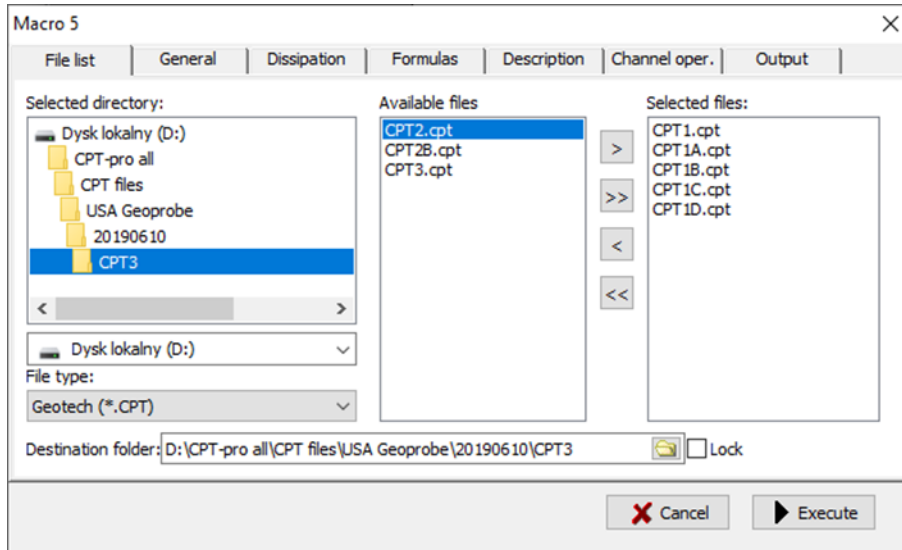 Macro 5
File list General Dissipation Formulas Description Channel oper. Output
Selected directory: Available files Selected files:
Dysk lokalny (D:)
CPT-pro all
CPT files
USA Geoprobe
20190610
CPT3
CPT2.cpt
CPT2B.cpt
CPT3.cpt
>
>>
<
<<
CPT1.cpt
CPT1A.cpt
CPT1B.cpt
CPT1C.cpt
CPT1D.cpt
Dysk lokalny (D:)
File type:
Geotech (*.CPT)
Destination folder: D:\CPT-pro all\CPT files\USA Geoprobe\20190610\CPT3 Lock
Cancel Execute